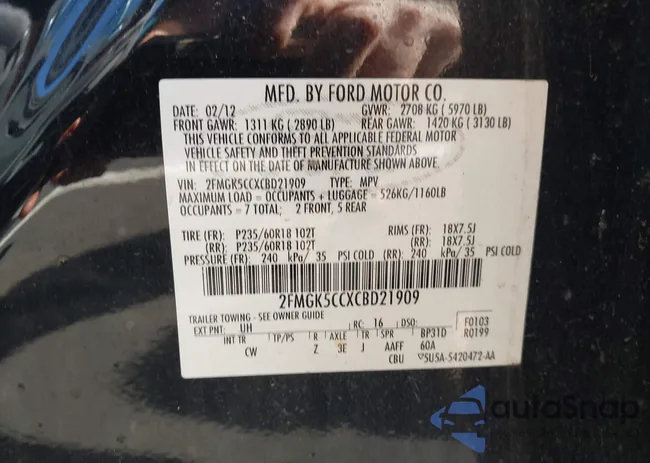 MFD. BY FORD MOTOR CO.
DATE: 02/12 GVWR: 2708 KG (5970 LB)
FRONT GAWR: 1311 KG (2890 LB) REAR GAWR: 1420 KG (3130 LB)
THIS VEHICLE CONFORMS TO ALL APPLICABLE FEDERAL MOTOR
VEHICLE SAFETY AND THEFT PREVENTION STANDARDS
IN EFFECT ON THE DATE OF MANUFACTURE SHOWN ABOVE.
VIN: 2FMGK5CCXCBD21909 TYPE: MPV
MAXIMUM LOAD = OCCUPANTS + LUGGAGE = 526KG/1160LB
OCCUPANTS = 7 TOTAL; 2 FRONT, 5 REAR
TIRE (FR): P235/60R18 102T RIMS (FR): 18X7.5J
(RR): P235/60R18 102T (RR): 18X7.5J
PRESSURE (FR): 240 kPa/ 35 PSI COLD (RR): 240 kPa/ 35 PSI COLD
2FMGK5CCXCBD21909
TRAILER TOWING - SEE OWNER GUIDE
EXT PNT: UH RC: 16 DSO: F0103
INT TR TP/PS R AXLE TR SPR BP31D R0199
CW Z 3E J AAFF 60A
CBU 5U5A-5420472-AA
autoSnap